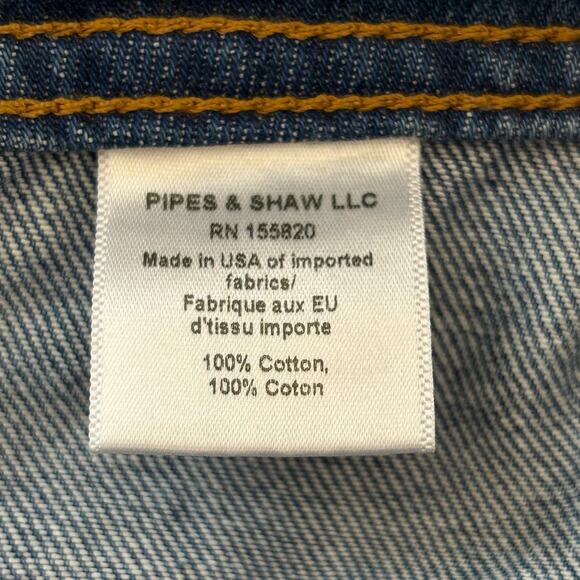 PIPES & SHAW LLC
RN 155820
Made in USA of imported
fabrics/
Fabrique aux EU
d'tissu importe
100% Cotton,
100% Coton